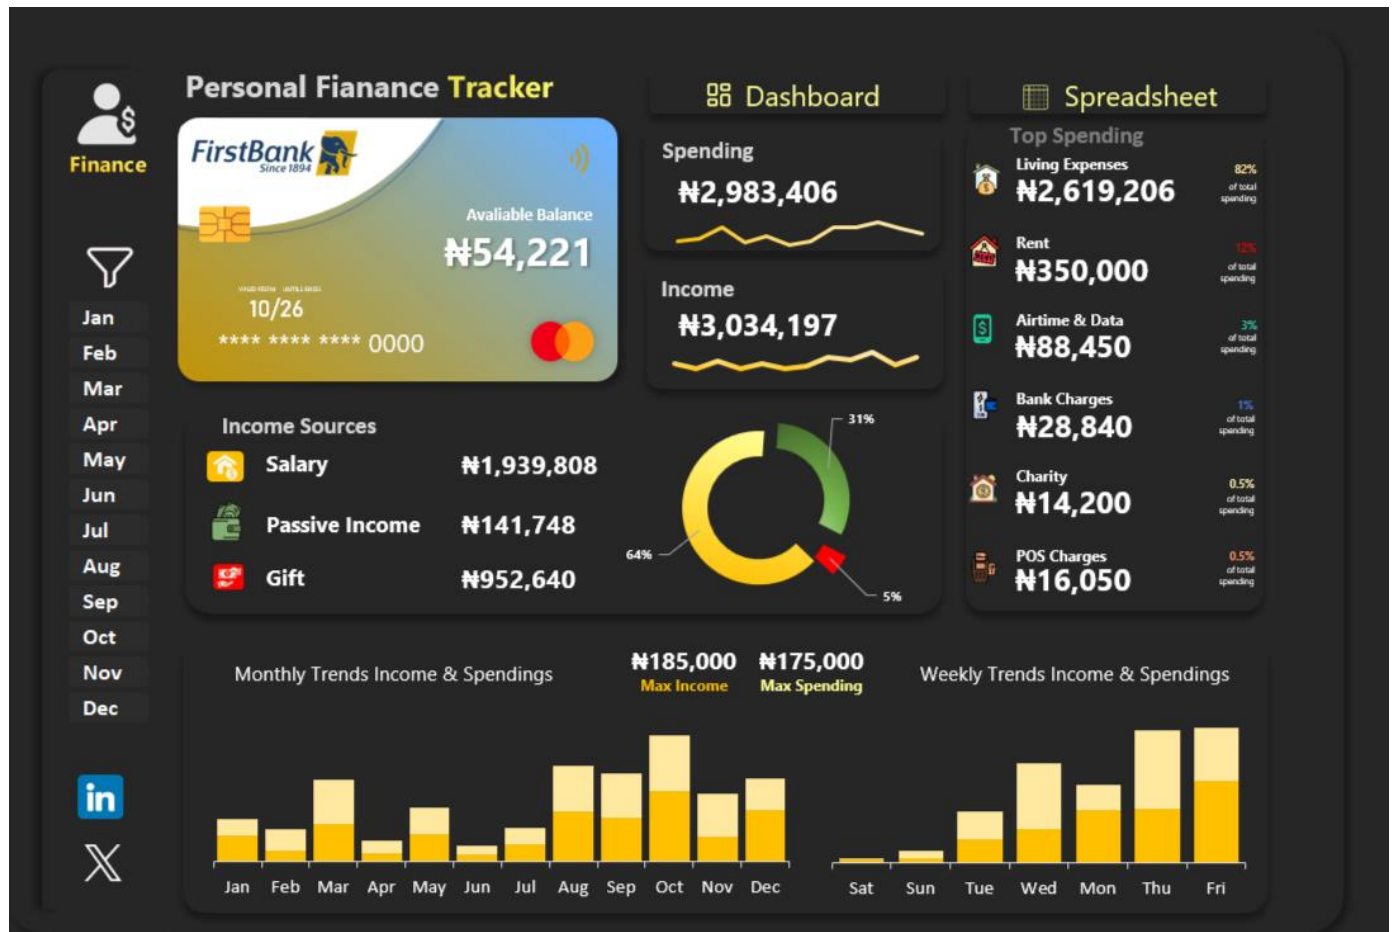 Personal Fianance Tracker
Dashboard
Spreadsheet
Finance
Jan
Feb
Mar
Apr
May
Jun
Jul
Aug
Sep
Oct
Nov
Dec
in
FirstBank
Since 1894
Avaliable Balance
₦54,221
10/26
**** **** **** 0000
Spending
₦2,983,406
Income
₦3,034,197
Top Spending
Living Expenses
₦2,619,206
82%
of total
spending
Rent
₦350,000
12%
of total
spending
Airtime & Data
₦88,450
3%
of total
spending
Bank Charges
₦28,840
1%
of total
spending
Charity
₦14,200
0.5%
of total
spending
POS Charges
₦16,050
0.5%
of total
spending
Income Sources
Salary ₦1,939,808
Passive Income ₦141,748
Gift ₦952,640
31%
64%
5%
Monthly Trends Income & Spendings
₦185,000
Max Income
₦175,000
Max Spending
Weekly Trends Income & Spendings
Jan Feb Mar Apr May Jun Jul Aug Sep Oct Nov Dec
Sat Sun Tue Wed Mon Thu Fri